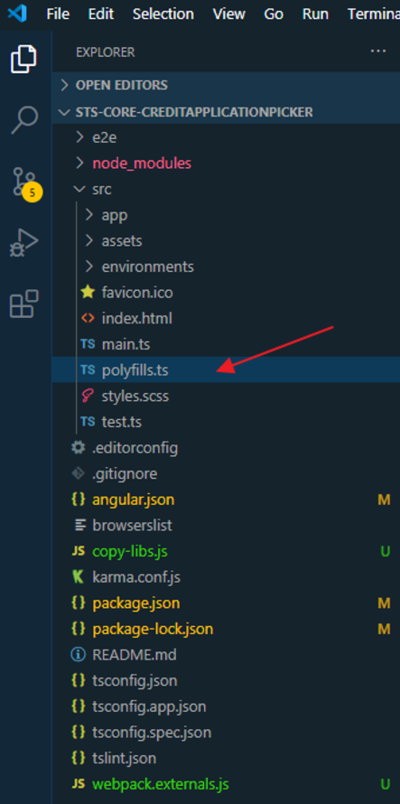 File Edit Selection View Go Run Termina
EXPLORER ...
OPEN EDITORS
STS-CORE-CREDITAPPLICATIONPICKER
e2e
node_modules
src
5
app
assets
environments
favicon.ico
<> index.html
TS main.ts
TS polyfills.ts
styles.scss
TS test.ts
.editorconfig
.gitignore
{} angular.json M
browserslist
JS copy-libs.js U
K karma.conf.js
{} package.json M
{} package-lock.json M
README.md
{} tsconfig.json
{} tsconfig.app.json
{} tsconfig.spec.json
{} tslint.json
JS webpack.externals.js U